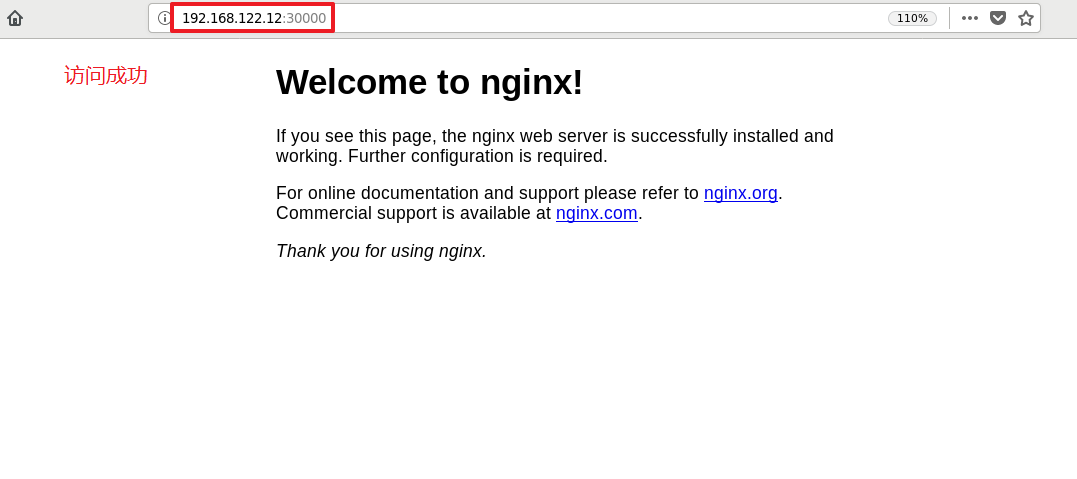 192.168.122.12:30000
110%
访问成功
Welcome to nginx!
If you see this page, the nginx web server is successfully installed and
working. Further configuration is required.
For online documentation and support please refer to nginx.org.
Commercial support is available at nginx.com.
Thank you for using nginx.